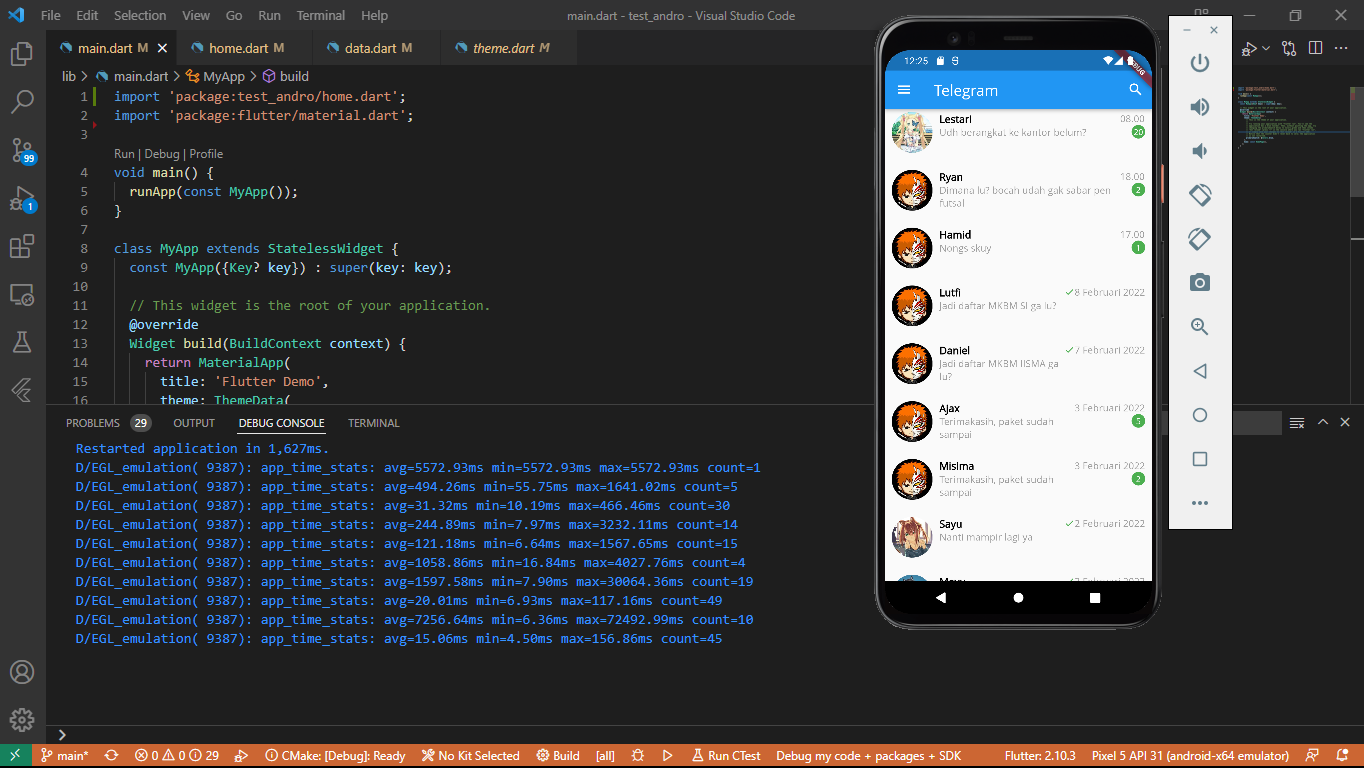 File Edit Selection View Go Run Terminal Help
main.dart - test_andro - Visual Studio Code
main.dart M
home.dart M
data.dart M
theme.dart M
lib > main.dart > MyApp > build
1 import 'package:test_andro/home.dart';
2 import 'package:flutter/material.dart';
3
Run | Debug | Profile
4 void main() {
5 runApp(const MyApp());
6 }
7
8 class MyApp extends StatelessWidget {
9 const MyApp({Key? key}) : super(key: key);
10
11 // This widget is the root of your application.
12 @override
13 Widget build(BuildContext context) {
14 return MaterialApp(
15 title: 'Flutter Demo',
16 theme: ThemeData(
99
1
PROBLEMS 29 OUTPUT DEBUG CONSOLE TERMINAL
Restarted application in 1,627ms.
D/EGL_emulation( 9387): app_time_stats: avg=5572.93ms min=5572.93ms max=5572.93ms count=1
D/EGL_emulation( 9387): app_time_stats: avg=494.26ms min=55.75ms max=1641.02ms count=5
D/EGL_emulation( 9387): app_time_stats: avg=31.32ms min=10.19ms max=466.46ms count=30
D/EGL_emulation( 9387): app_time_stats: avg=244.89ms min=7.97ms max=3232.11ms count=14
D/EGL_emulation( 9387): app_time_stats: avg=121.18ms min=6.64ms max=1567.65ms count=15
D/EGL_emulation( 9387): app_time_stats: avg=1058.86ms min=16.84ms max=4027.76ms count=4
D/EGL_emulation( 9387): app_time_stats: avg=1597.58ms min=7.90ms max=30064.36ms count=19
D/EGL_emulation( 9387): app_time_stats: avg=20.01ms min=6.93ms max=117.16ms count=49
D/EGL_emulation( 9387): app_time_stats: avg=7256.64ms min=6.36ms max=72492.99ms count=10
D/EGL_emulation( 9387): app_time_stats: avg=15.06ms min=4.50ms max=156.86ms count=45
12:25
Telegram
Lestari 08.00
Udh berangkat ke kantor belum? 20
Ryan 18.00
Dimana lu? bocah udah gak sabar pen 2
futsal
Hamid 17.00
Nongs skuy 1
Lutfi 8 Februari 2022
Jadi daftar MKBM SI ga lu?
Daniel 7 Februari 2022
Jadi daftar MKBM IISMA ga
lu?
Ajax 3 Februari 2022
Terimakasih, paket sudah 5
sampai
Misima 3 Februari 2022
Terimakasih, paket sudah 2
sampai
Sayu 2 Februari 2022
Nanti mampir lagi ya
main* 0 0 29 CMake: [Debug]: Ready No Kit Selected Build [all] Run CTest Debug my code + packages + SDK Flutter: 2.10.3 Pixel 5 API 31 (android-x64 emulator)